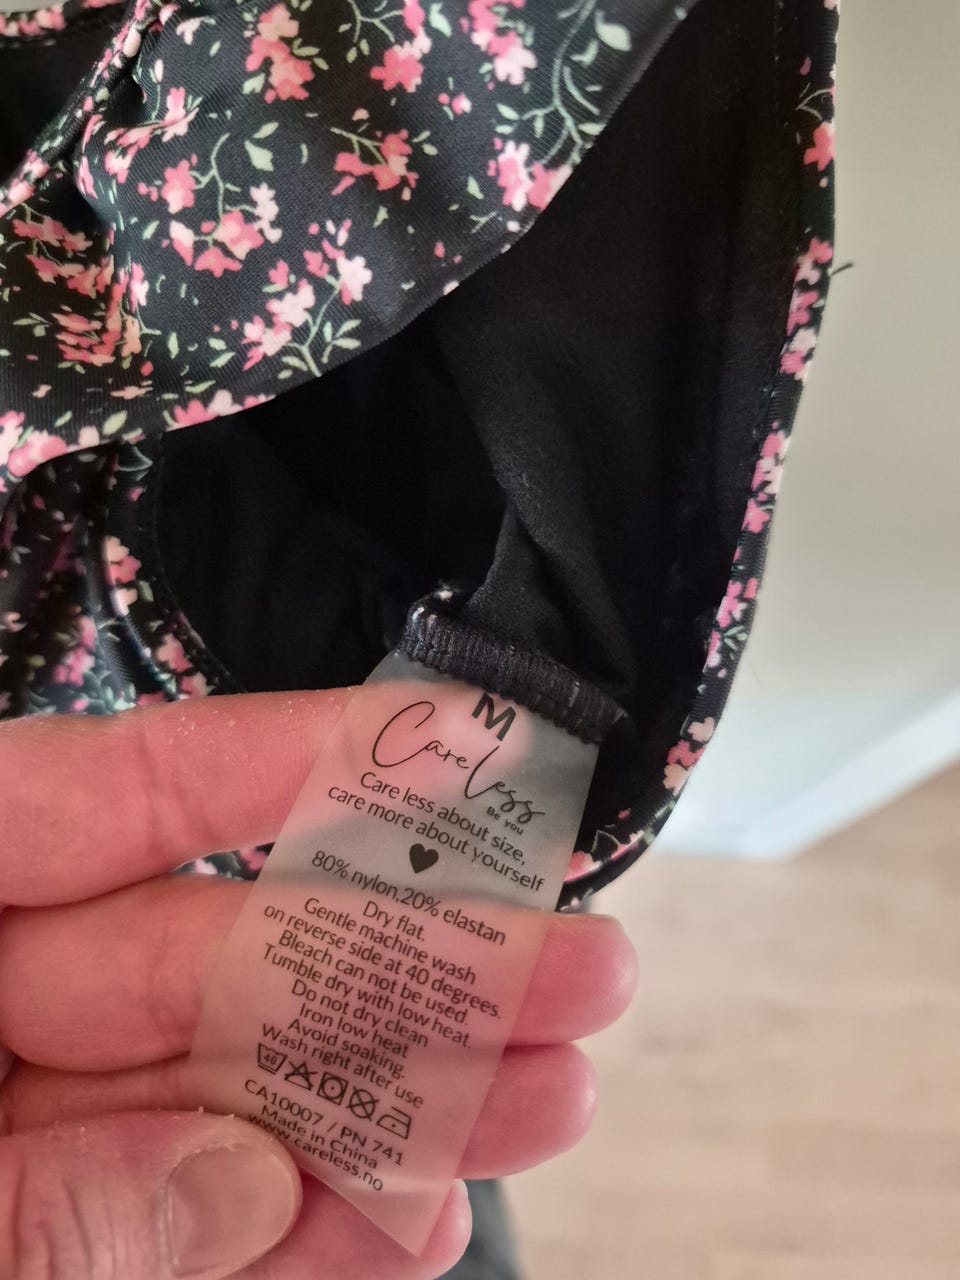 M
Care Less
Be you
Care less about size,
care more about yourself
80% nylon,20% elastan
Dry flat.
Gentle machine wash
on reverse side at 40 degrees.
Bleach can not be used.
Tumble dry with low heat.
Do not dry clean
Iron low heat
Avoid soaking.
Wash right after use
40
CA10007 / PN 741
Made in China
www.careless.no